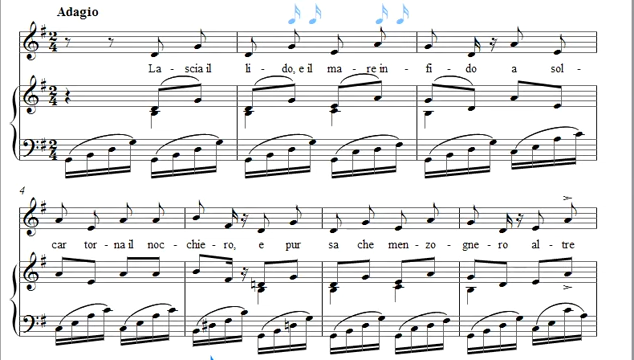 Adagio
La - scia il li - do, e il ma - re in - fi - do a sol -
4
car tor - na il noc - chie - ro, e pur sa che men - zo - gne - ro al - tre